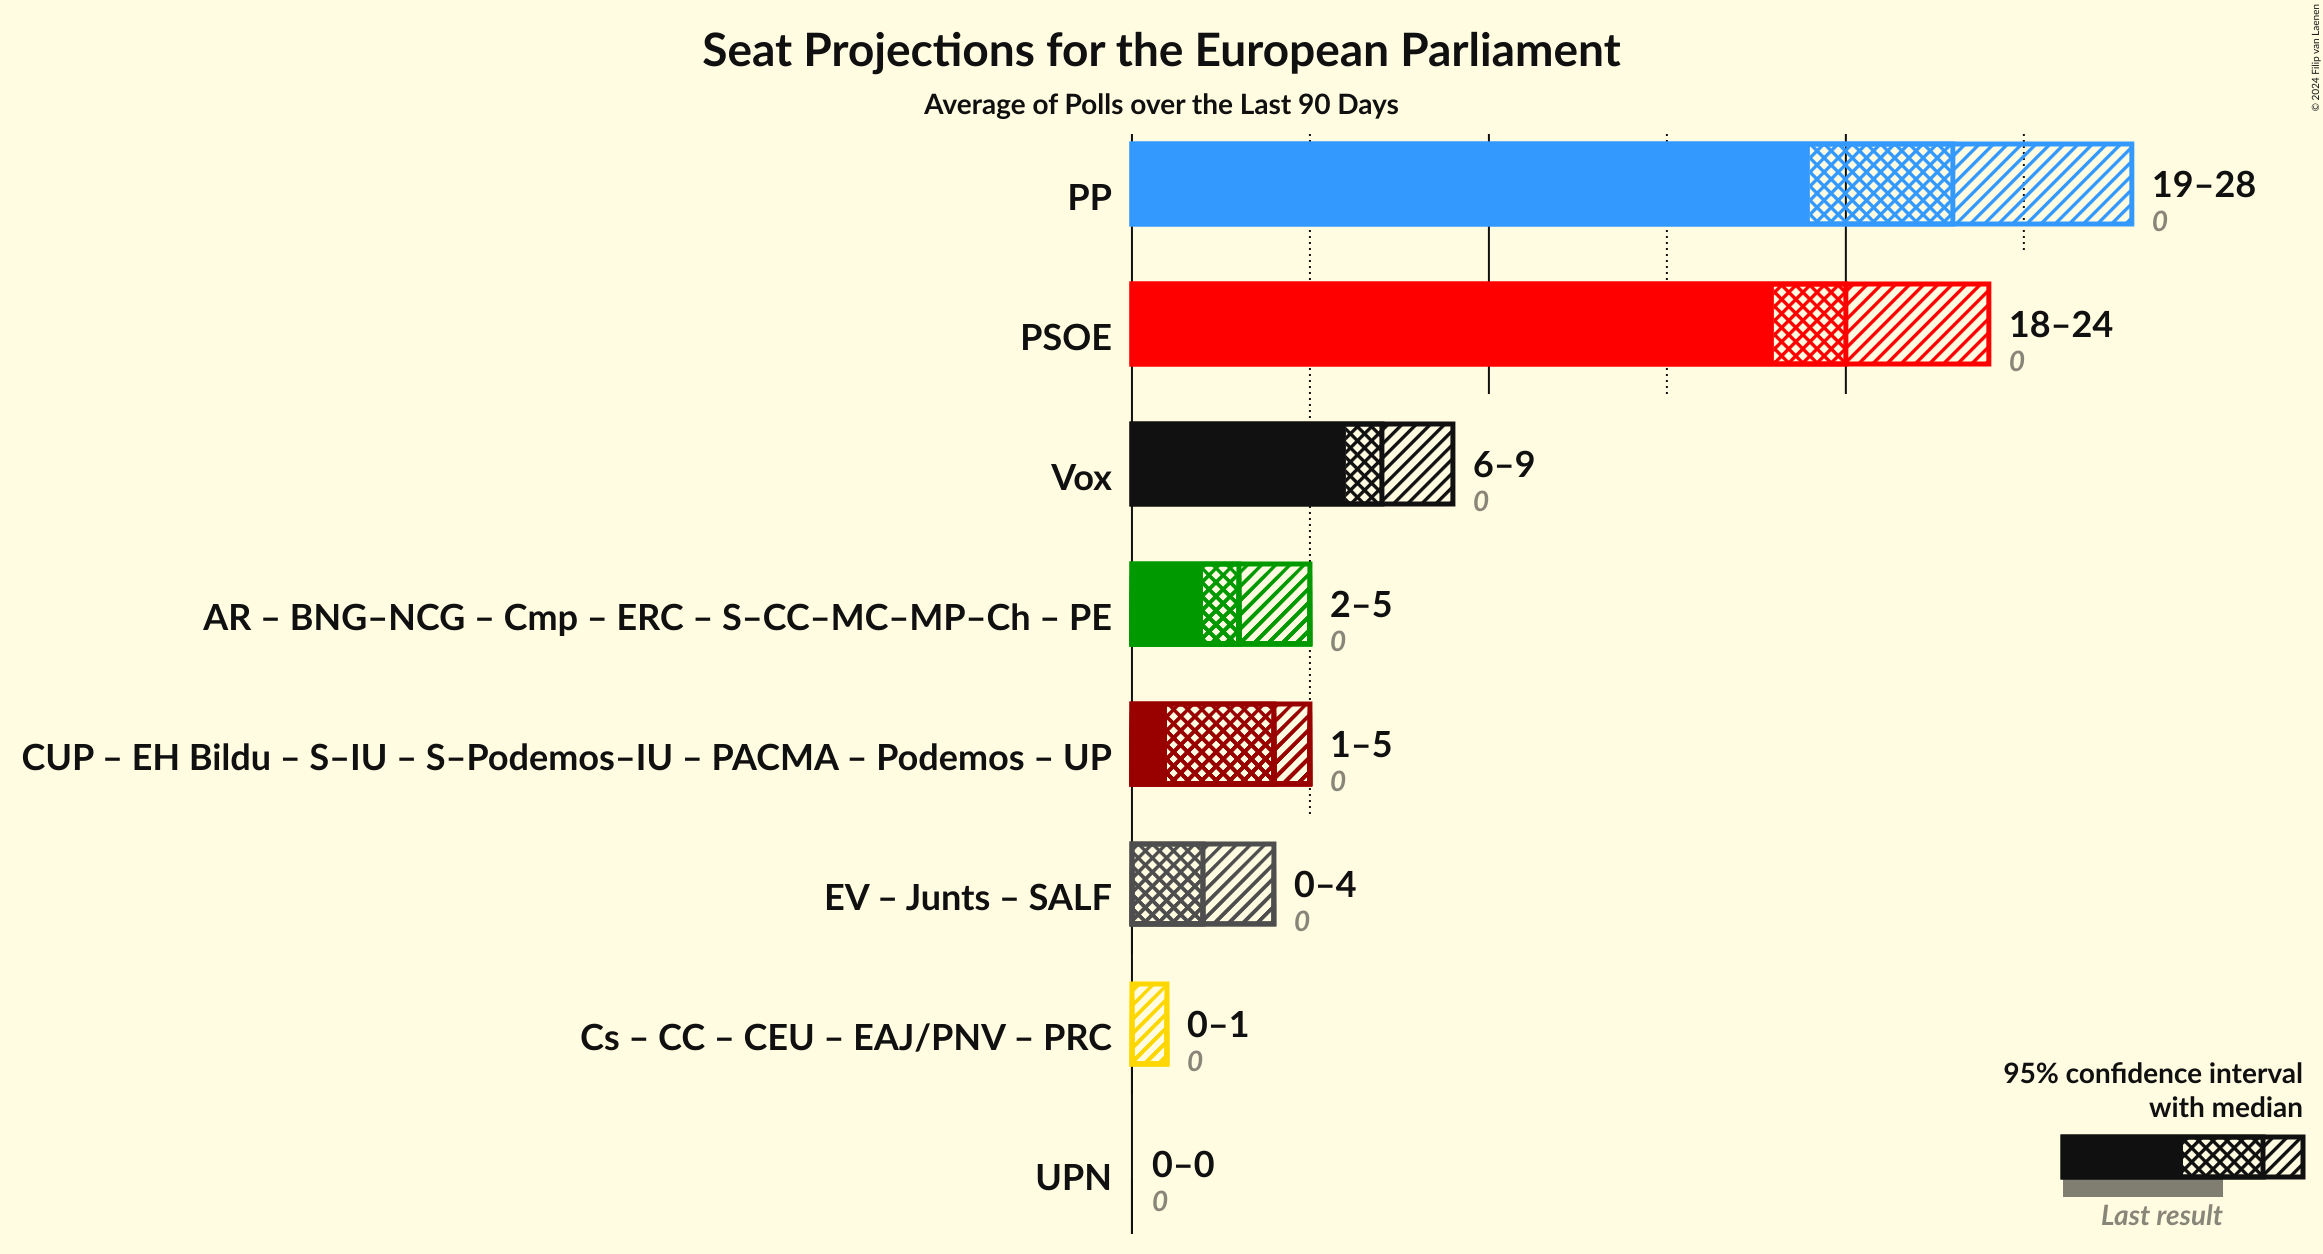 Seat Projections for the European Parliament
Average of Polls over the Last 90 Days
© 2024 Filip van Laenen
PP
19–28
0
PSOE
18–24
0
Vox
6–9
0
AR – BNG–NCG – Cmp – ERC – S–CC–MC–MP–Ch – PE
2–5
0
CUP – EH Bildu – S–IU – S–Podemos–IU – PACMA – Podemos – UP
1–5
0
EV – Junts – SALF
0–4
0
Cs – CC – CEU – EAJ/PNV – PRC
0–1
0
UPN
0–0
0
95% confidence interval
with median
Last result